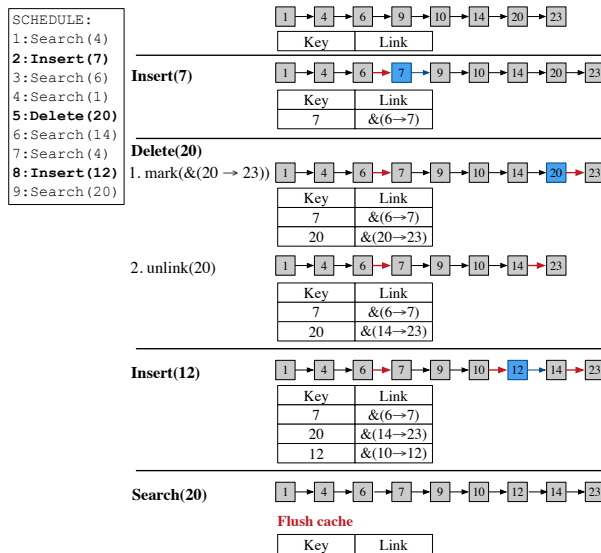 SCHEDULE:
1:Search(4)
2:Insert(7)
3:Search(6)
4:Search(1)
5:Delete(20)
6:Search(14)
7:Search(4)
8:Insert(12)
9:Search(20)
1 4 6 9 10 14 20 23
Key Link
Insert(7)
1 4 6 7 9 10 14 20 23
Key Link
7 &(6→7)
Delete(20)
1. mark(&(20 → 23))
1 4 6 7 9 10 14 20 23
Key Link
7 &(6→7)
20 &(20→23)
2. unlink(20)
1 4 6 7 9 10 14 23
Key Link
7 &(6→7)
20 &(14→23)
Insert(12)
1 4 6 7 9 10 12 14 23
Key Link
7 &(6→7)
20 &(14→23)
12 &(10→12)
Search(20)
1 4 6 7 9 10 12 14 23
Flush cache
Key Link